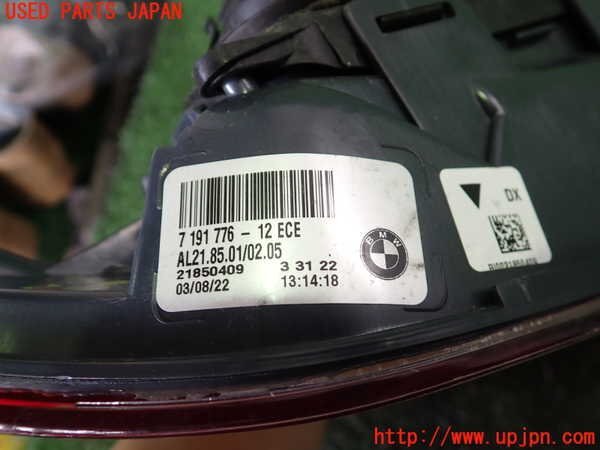 USED PARTS JAPAN
7 191 776 - 12 ECE
AL21.85.01/02.05
21850409
3 31 22
03/08/22
13:14:18
BMW
DX
http://www.upjpn.com/